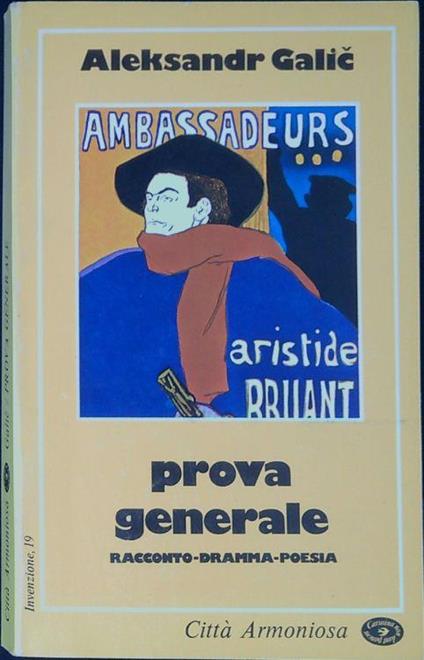 Aleksandr Galič
AMBASSADEURS
...
aristide
BRUANT
prova
generale
RACCONTO-DRAMMA-POESIA
Città Armoniosa
Invenzione, 19
Città Armoniosa
Galič PROVA GENERALE